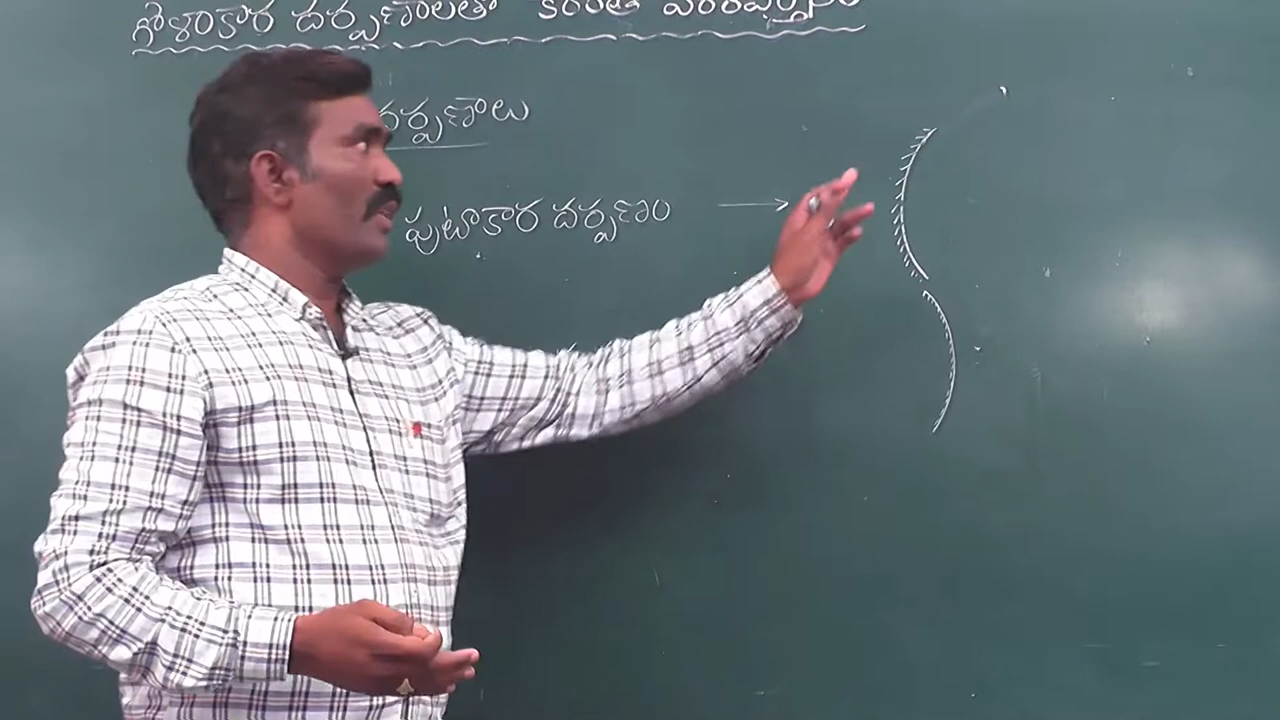 గోళాకార దర్పణాలతో కాంతి పరావర్తనం
దర్పణాలు
పుటాకార దర్పణం →